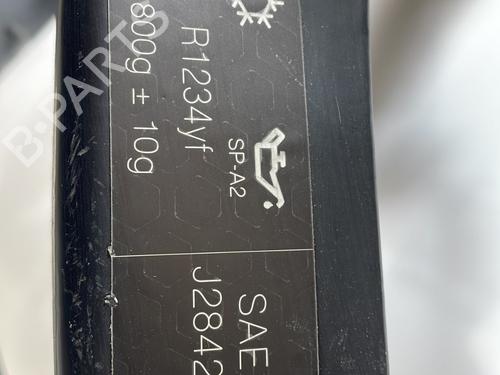 R1234yf
800g ± 10g
SP-A2
SAE
J2842
B-PARTS